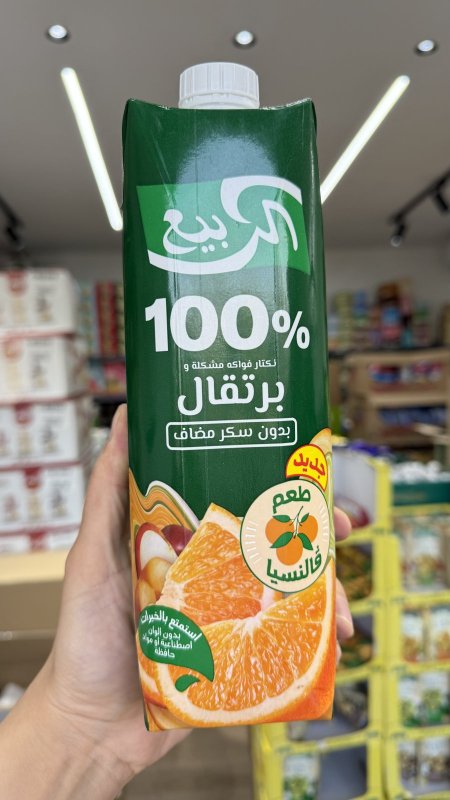 الربيع
100%
نكتار فواكه مشكلة و
برتقال
بدون سكر مضاف
جديد
طعم
ڤالنسيا
استمتع بالخيرات
بدون ألوان
اصطناعية أو مواد
حافظة